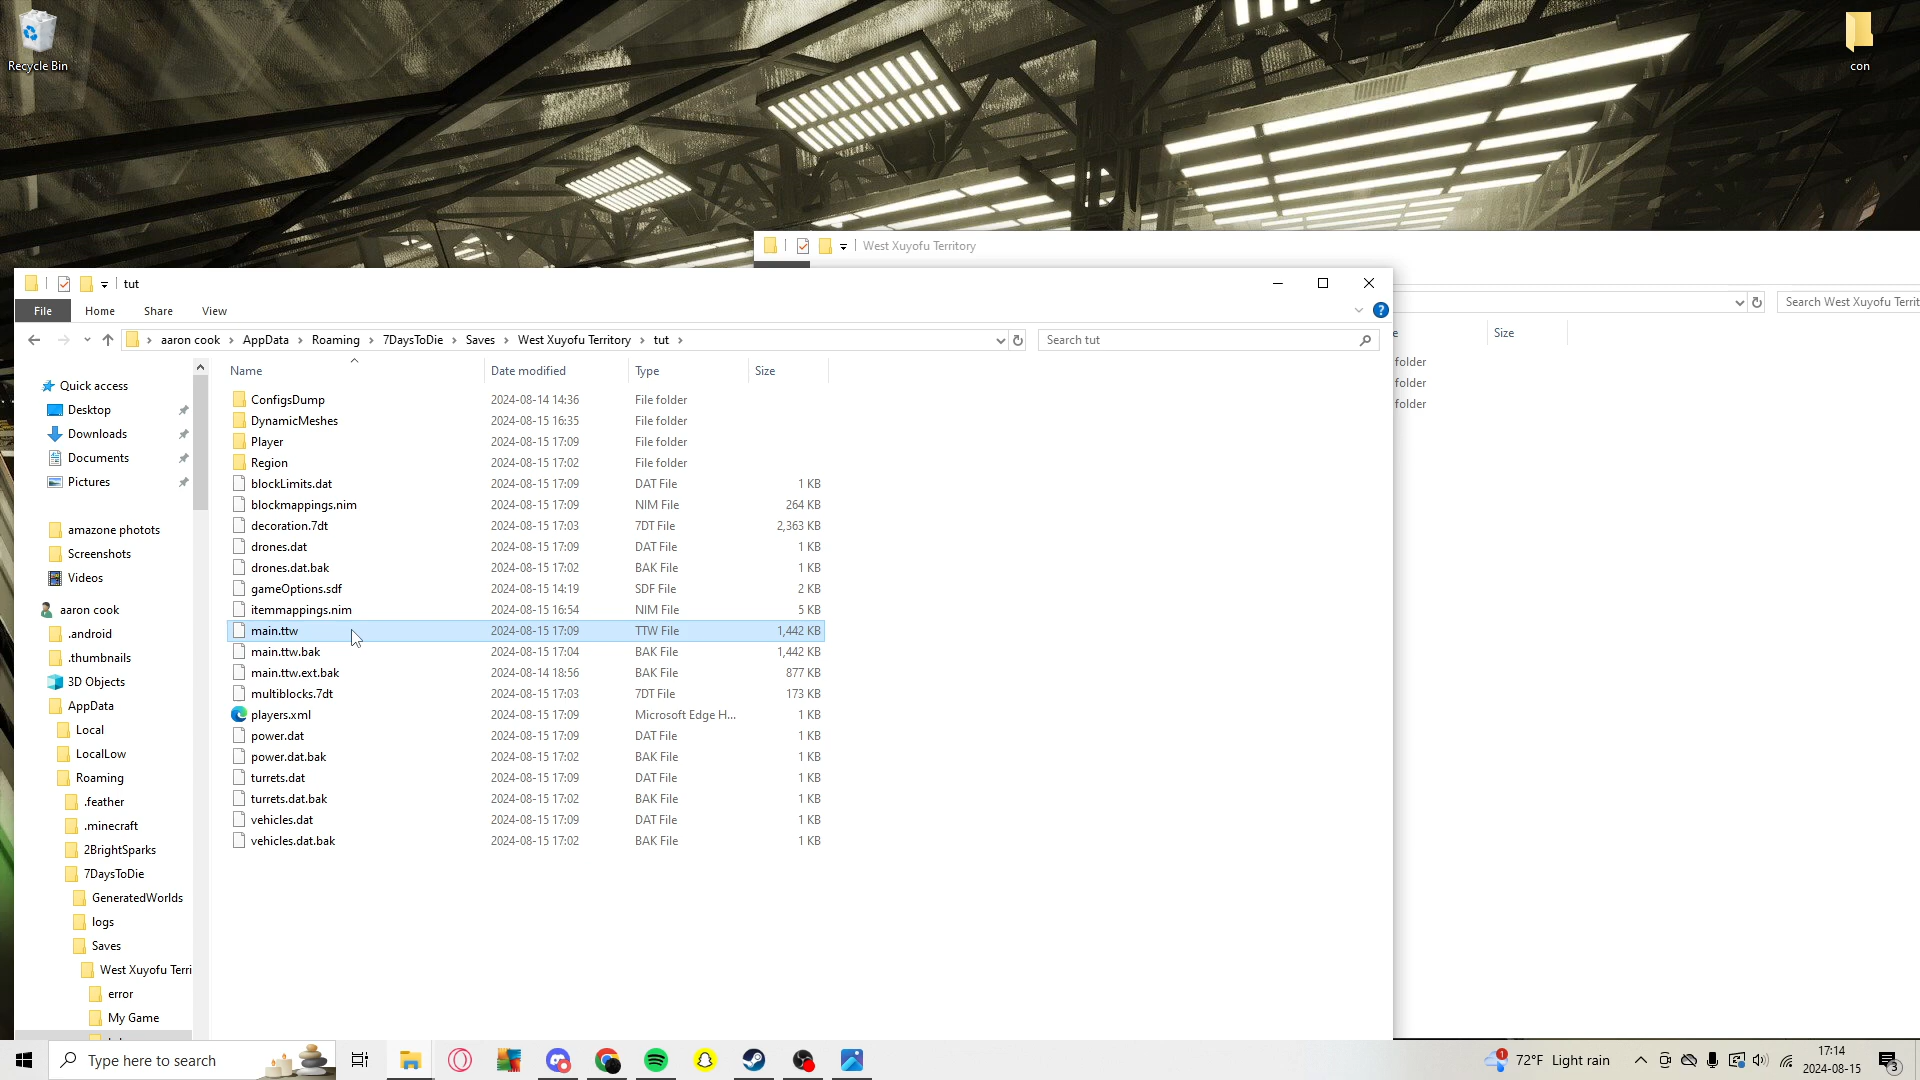 Recycle Bin
con
West Xuyofu Territory
Search West Xuyofu Territ
e
Size
folder
folder
folder
tut
File
Home
Share
View
aaron cook > AppData > Roaming > 7DaysToDie > Saves > West Xuyofu Territory > tut >
Search tut
Name Date modified Type Size
ConfigsDump 2024-08-14 14:36 File folder
DynamicMeshes 2024-08-15 16:35 File folder
Player 2024-08-15 17:09 File folder
Region 2024-08-15 17:02 File folder
blockLimits.dat 2024-08-15 17:09 DAT File 1 KB
blockmappings.nim 2024-08-15 17:09 NIM File 264 KB
decoration.7dt 2024-08-15 17:03 7DT File 2,363 KB
drones.dat 2024-08-15 17:09 DAT File 1 KB
drones.dat.bak 2024-08-15 17:02 BAK File 1 KB
gameOptions.sdf 2024-08-15 14:19 SDF File 2 KB
itemmappings.nim 2024-08-15 16:54 NIM File 5 KB
main.ttw 2024-08-15 17:09 TTW File 1,442 KB
main.ttw.bak 2024-08-15 17:04 BAK File 1,442 KB
main.ttw.ext.bak 2024-08-14 18:56 BAK File 877 KB
multiblocks.7dt 2024-08-15 17:03 7DT File 173 KB
players.xml 2024-08-15 17:09 Microsoft Edge H... 1 KB
power.dat 2024-08-15 17:09 DAT File 1 KB
power.dat.bak 2024-08-15 17:02 BAK File 1 KB
turrets.dat 2024-08-15 17:09 DAT File 1 KB
turrets.dat.bak 2024-08-15 17:02 BAK File 1 KB
vehicles.dat 2024-08-15 17:09 DAT File 1 KB
vehicles.dat.bak 2024-08-15 17:02 BAK File 1 KB
Quick access
Desktop
Downloads
Documents
Pictures
amazone photots
Screenshots
Videos
aaron cook
.android
.thumbnails
3D Objects
AppData
Local
LocalLow
Roaming
.feather
.minecraft
2BrightSparks
7DaysToDie
GeneratedWorlds
logs
Saves
West Xuyofu Terri
error
My Game
Type here to search
1
72°F Light rain
17:14
2024-08-15
3